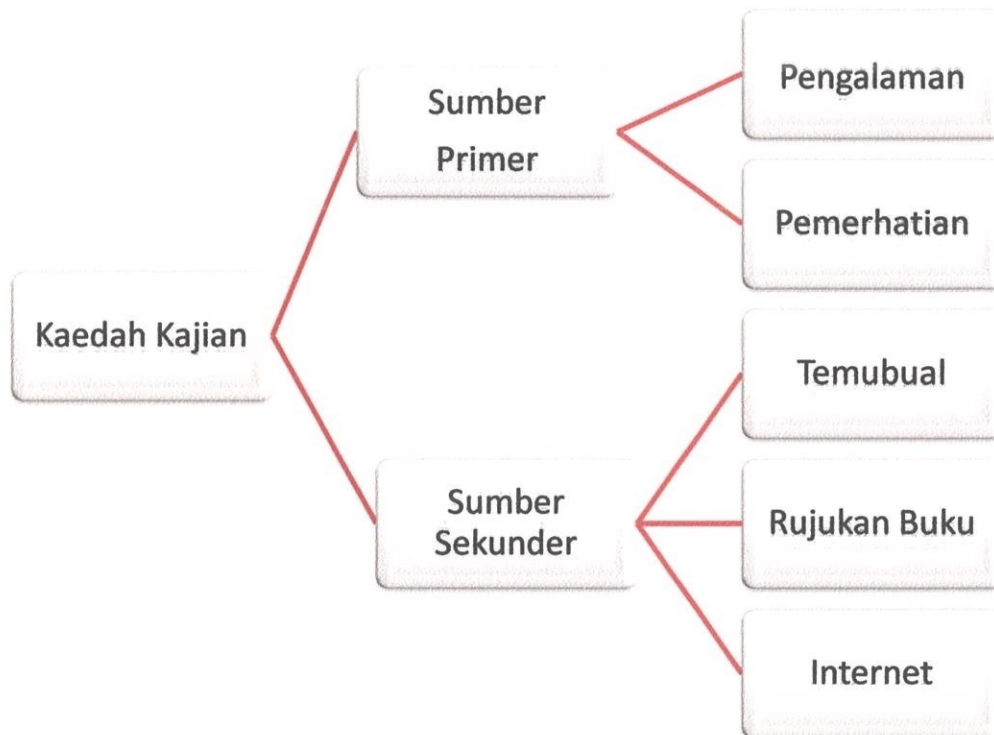 Kaedah Kajian
Sumber
Primer
Pengalaman
Pemerhatian
Sumber
Sekunder
Temubual
Rujukan Buku
Internet